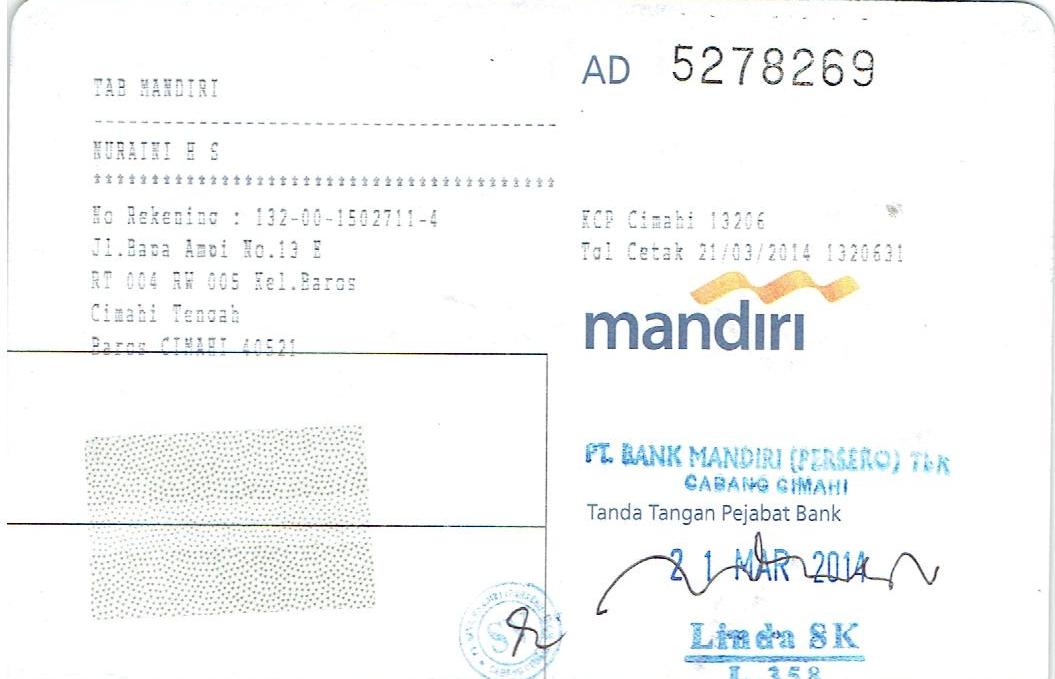 TAB MANDIRI
NURAINI H S
No Rekening : 132-00-1502711-4
Jl.Bapa Ampi No.13 E
RT 004 RW 005 Kel.Baros
Cimahi Tengah
Baros CIMAHI 40521
AD 5278269
KCP Cimahi 13206
Tgl Cetak 21/03/2014 1320631
mandırı
PT. BANK MANDIRI (PERSERO) Tbk
CABANG CIMAHI
Tanda Tangan Pejabat Bank
21 MAR 2014
Linda SK
L 358